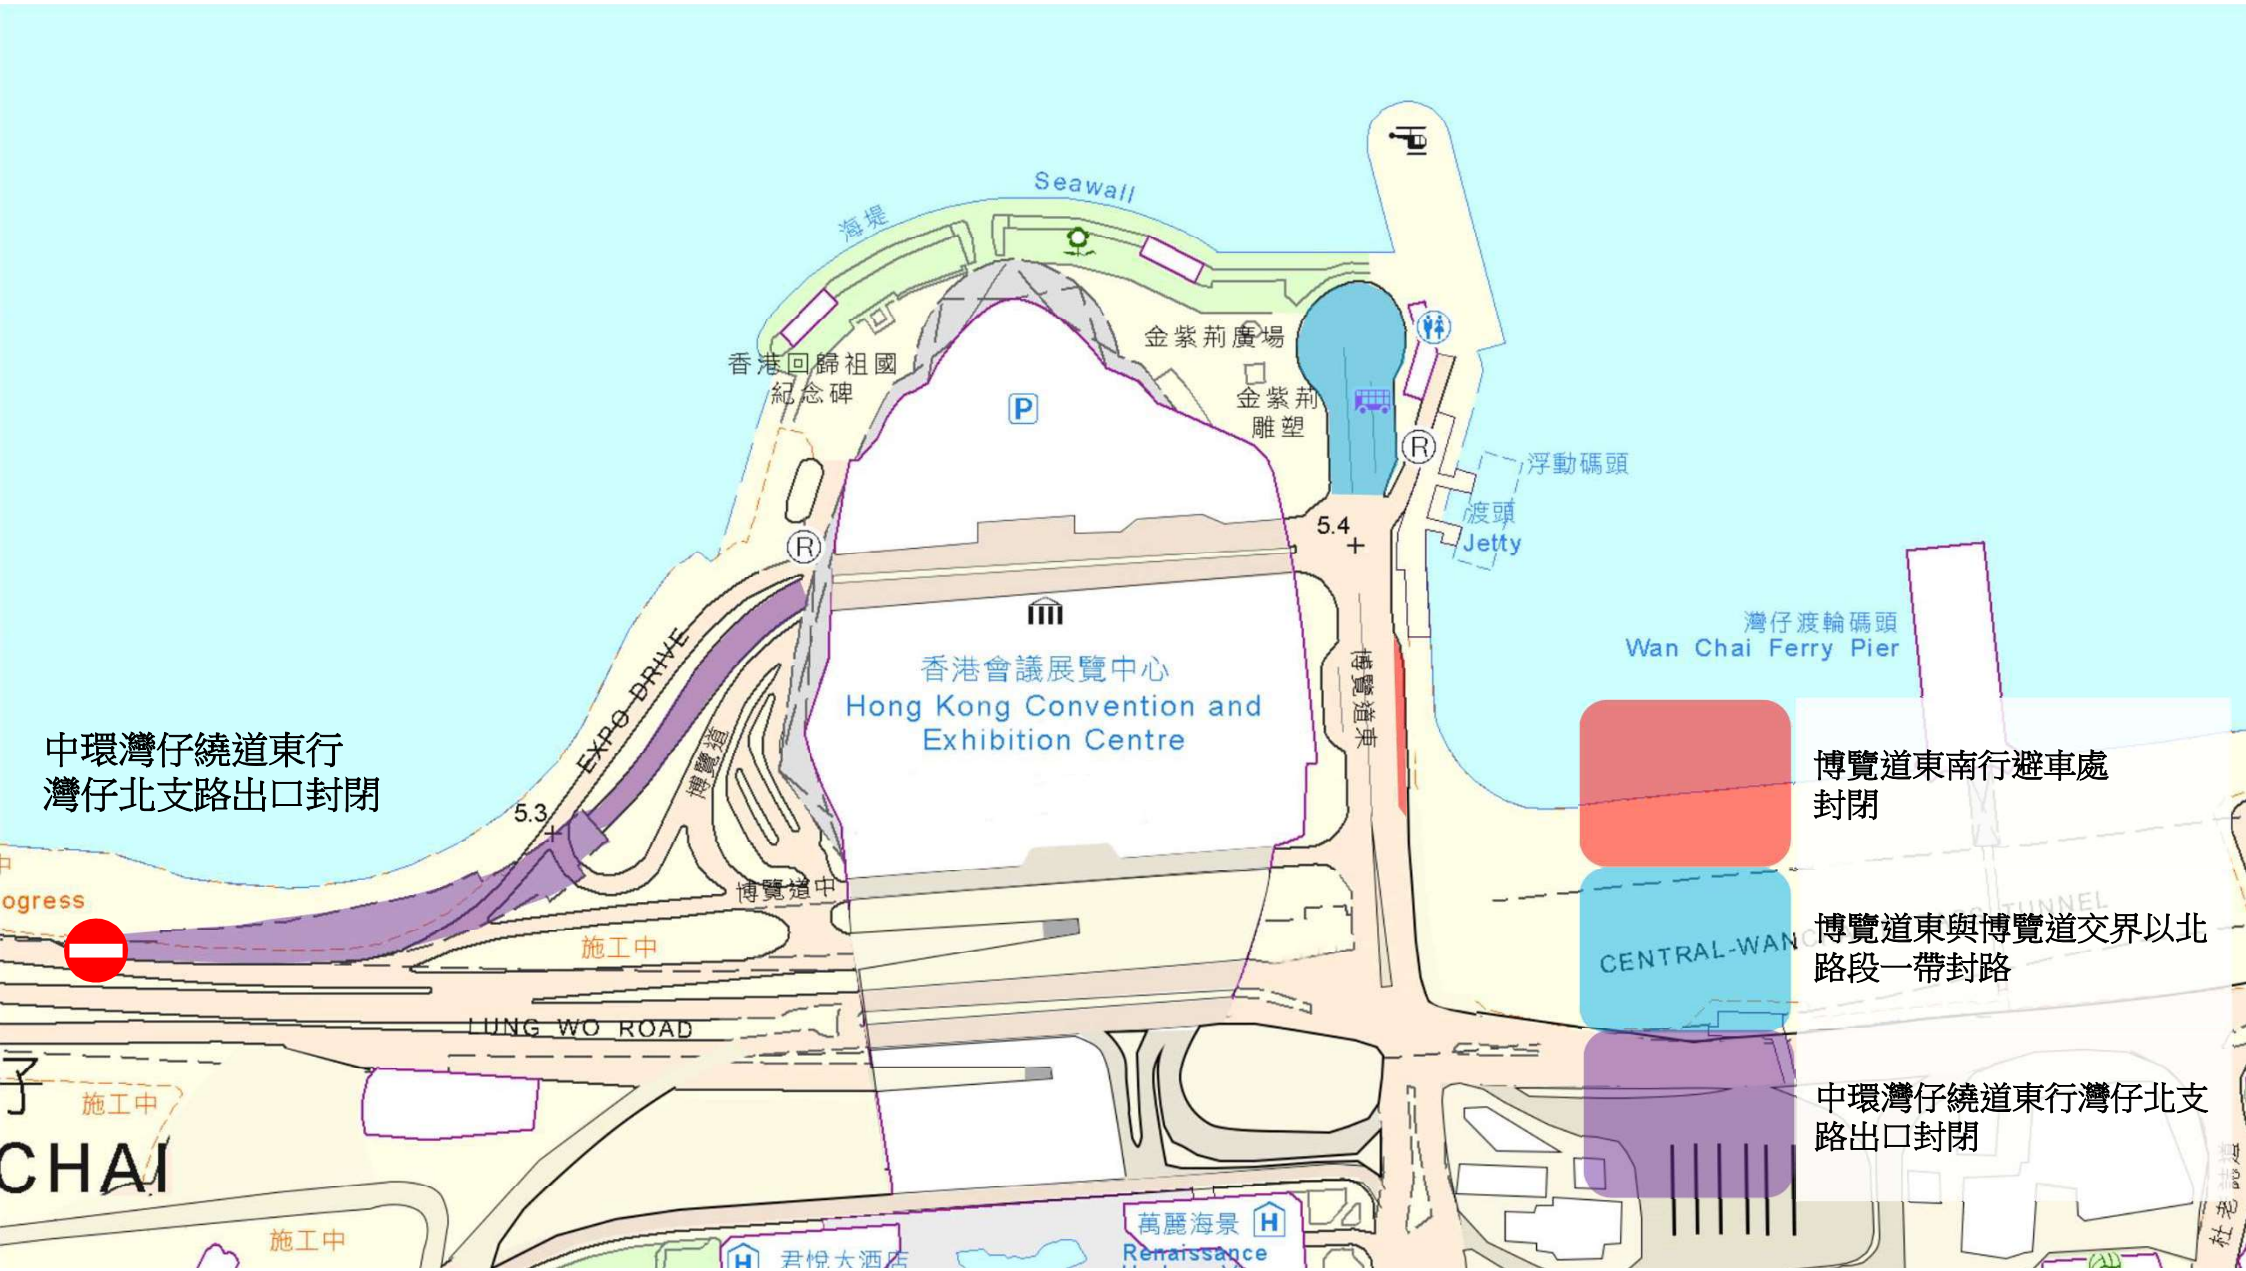 Seawall
海堤
金紫荊廣場
香港回歸祖國
紀念碑
P
金紫荊
雕塑
R
浮動碼頭
渡頭
Jetty
5.4
R
灣仔渡輪碼頭
Wan Chai Ferry Pier
EXPO DRIVE
博覽道
博覽道東
香港會議展覽中心
Hong Kong Convention and
Exhibition Centre
中環灣仔繞道東行
灣仔北支路出口封閉
5.3
博覽道東南行避車處
封閉
博覽道中
ogress
施工中
TUNNEL
CENTRAL-WAN
博覽道東與博覽道交界以北
路段一帶封路
LUNG WO ROAD
子
施工中
CHAI
中環灣仔繞道東行灣仔北支
路出口封閉
杜老誌道
施工中
萬麗海景
H
Renaissance
H
君悅大酒店